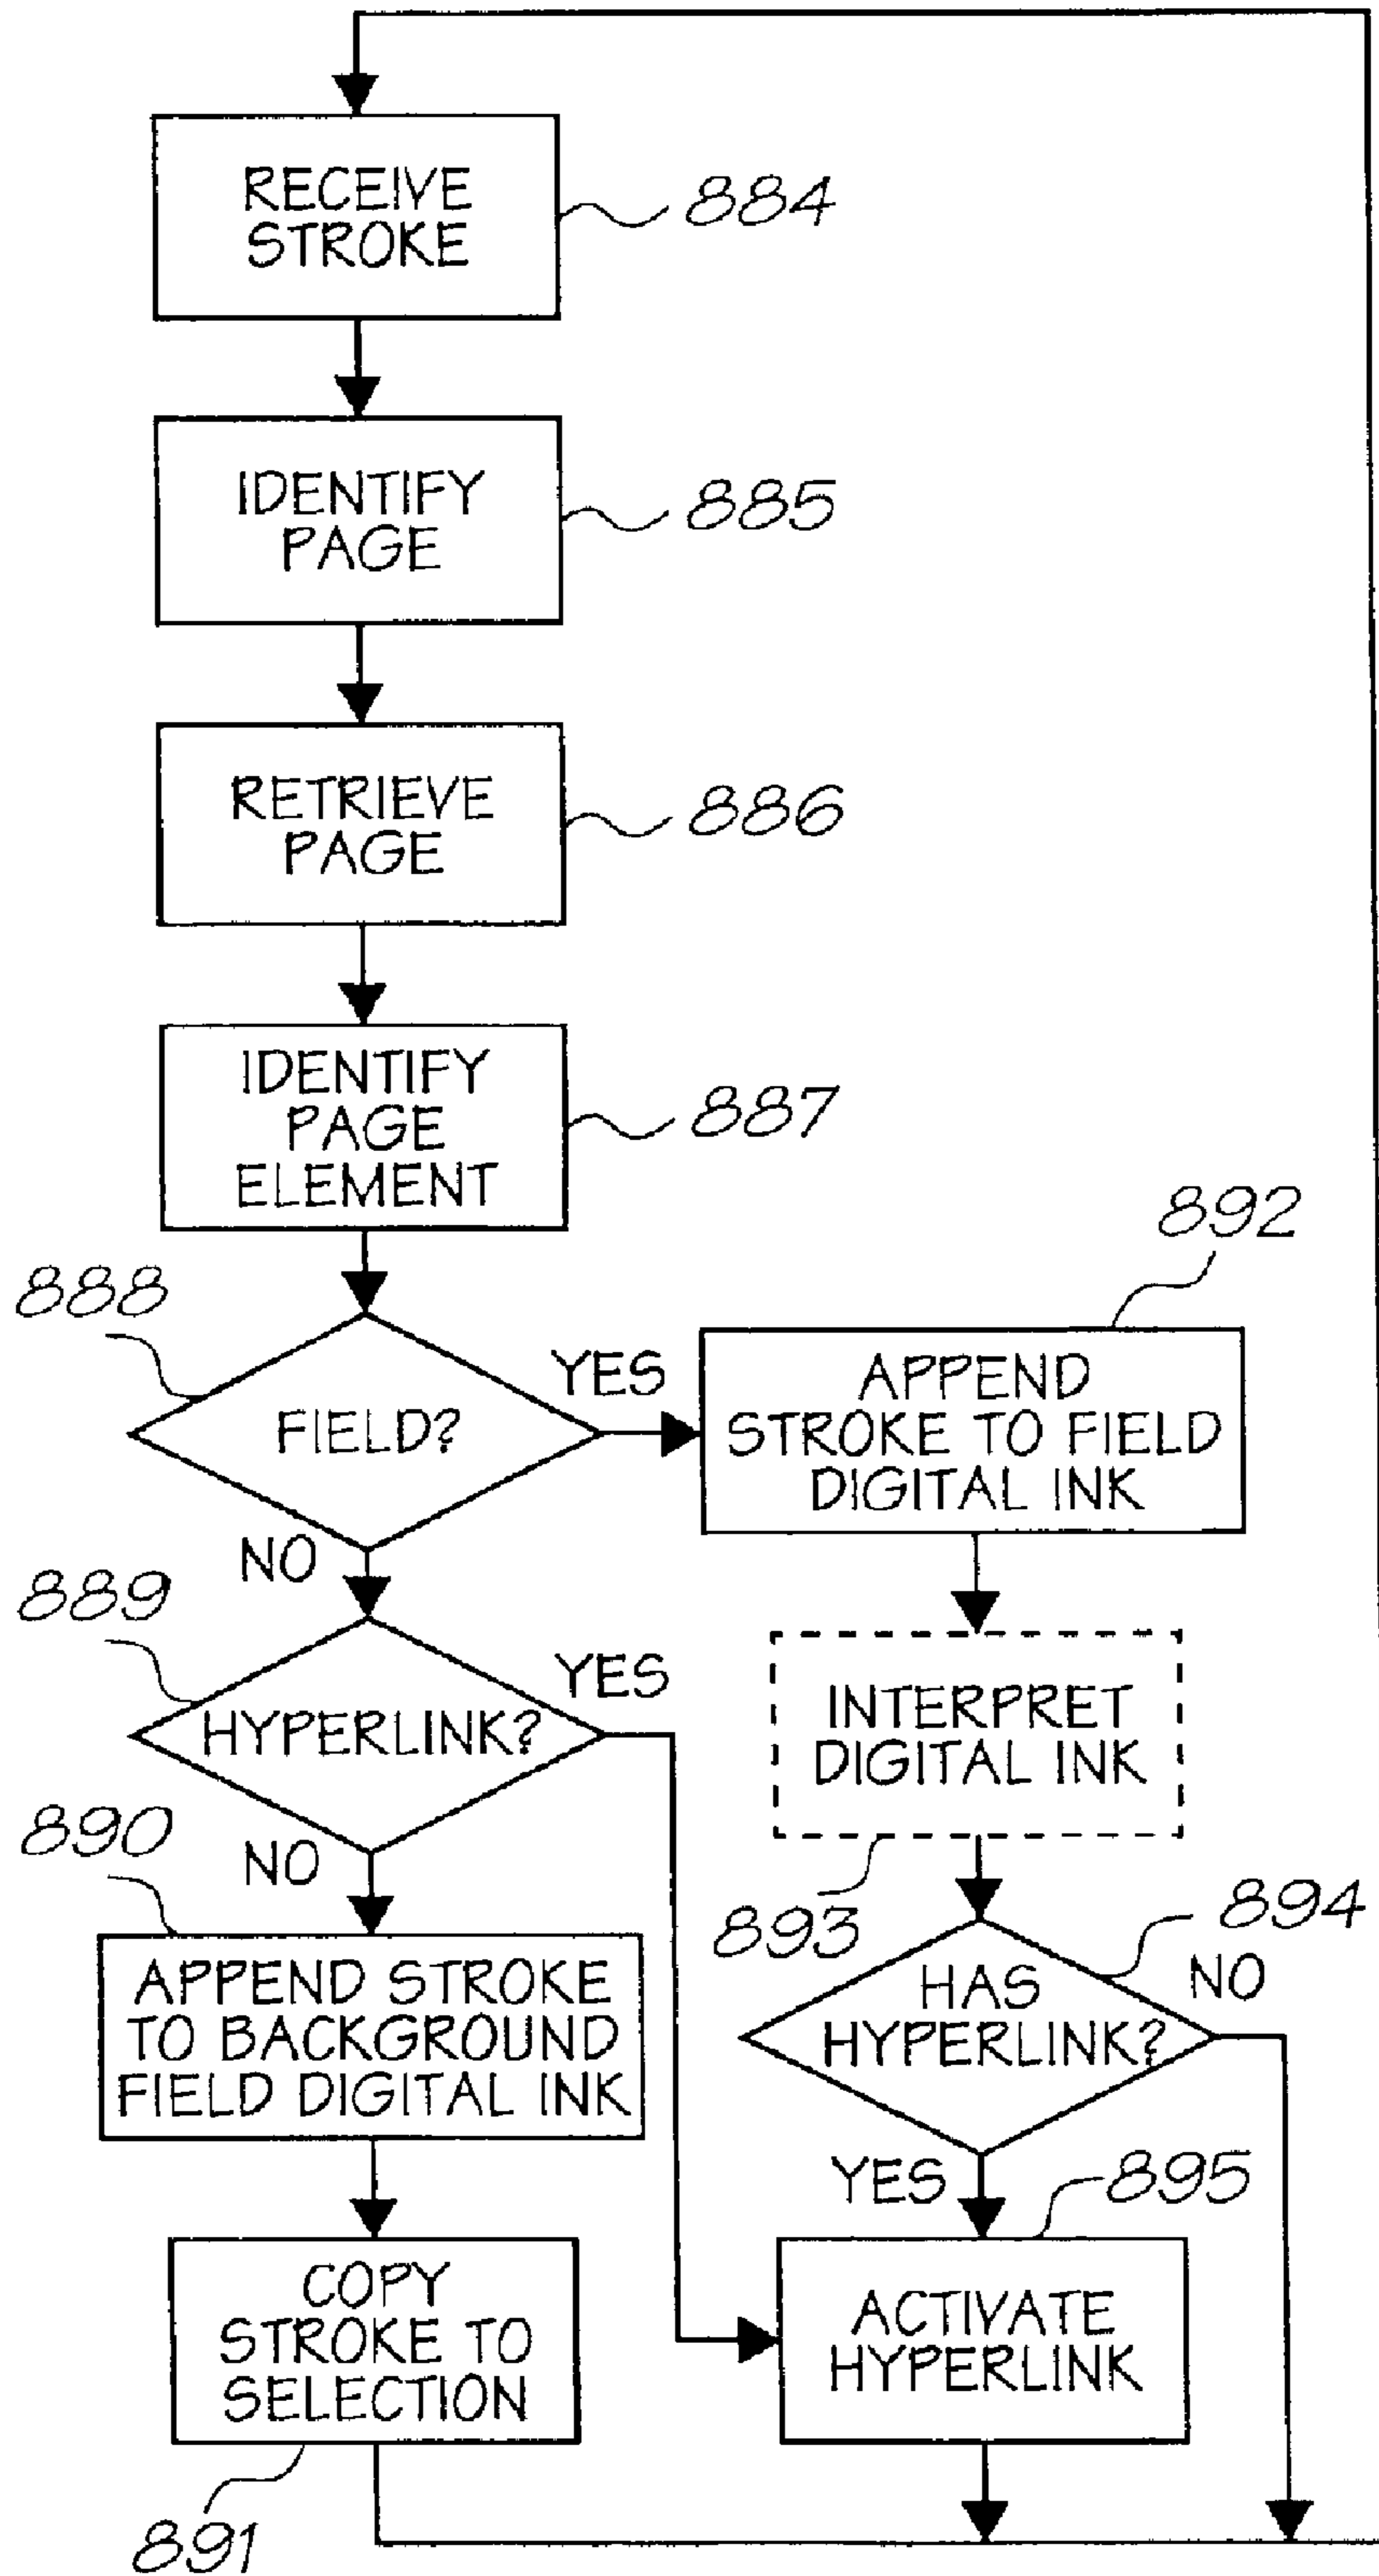 RECEIVE
STROKE
884
IDENTIFY
PAGE
885
RETRIEVE
PAGE
886
IDENTIFY
PAGE
ELEMENT
887
888
FIELD?
YES
NO
892
APPEND
STROKE TO FIELD
DIGITAL INK
889
HYPERLINK?
YES
NO
INTERPRET
DIGITAL INK
893
890
APPEND STROKE
TO BACKGROUND
FIELD DIGITAL INK
894
HAS
HYPERLINK?
NO
YES
895
COPY
STROKE TO
SELECTION
891
ACTIVATE
HYPERLINK